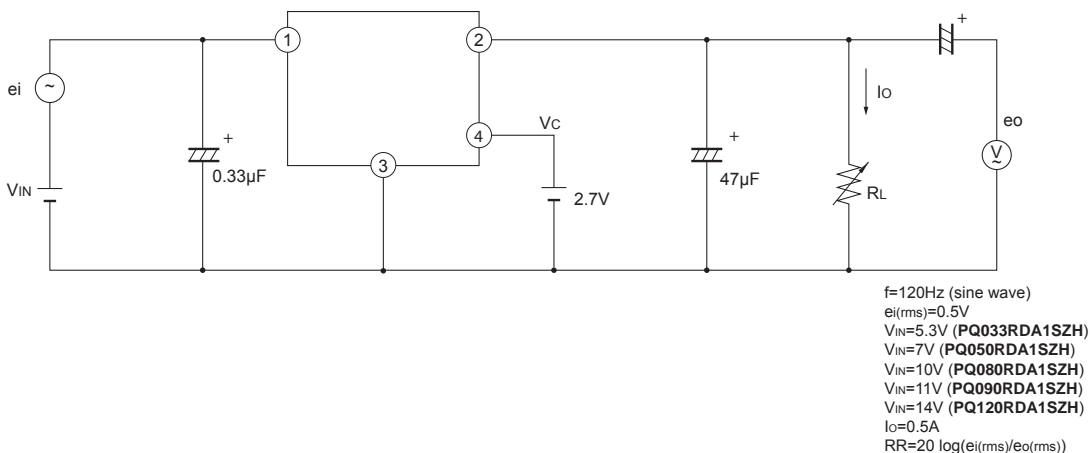 1
2
+
ei
~
+
0.33µF
VIN
3
4
VC
2.7V
+
47µF
IO
RL
eo
V
~
f=120Hz (sine wave)
ei(rms)=0.5V
VIN=5.3V (PQ033RDA1SZH)
VIN=7V (PQ050RDA1SZH)
VIN=10V (PQ080RDA1SZH)
VIN=11V (PQ090RDA1SZH)
VIN=14V (PQ120RDA1SZH)
IO=0.5A
RR=20 log(ei(rms)/eo(rms))